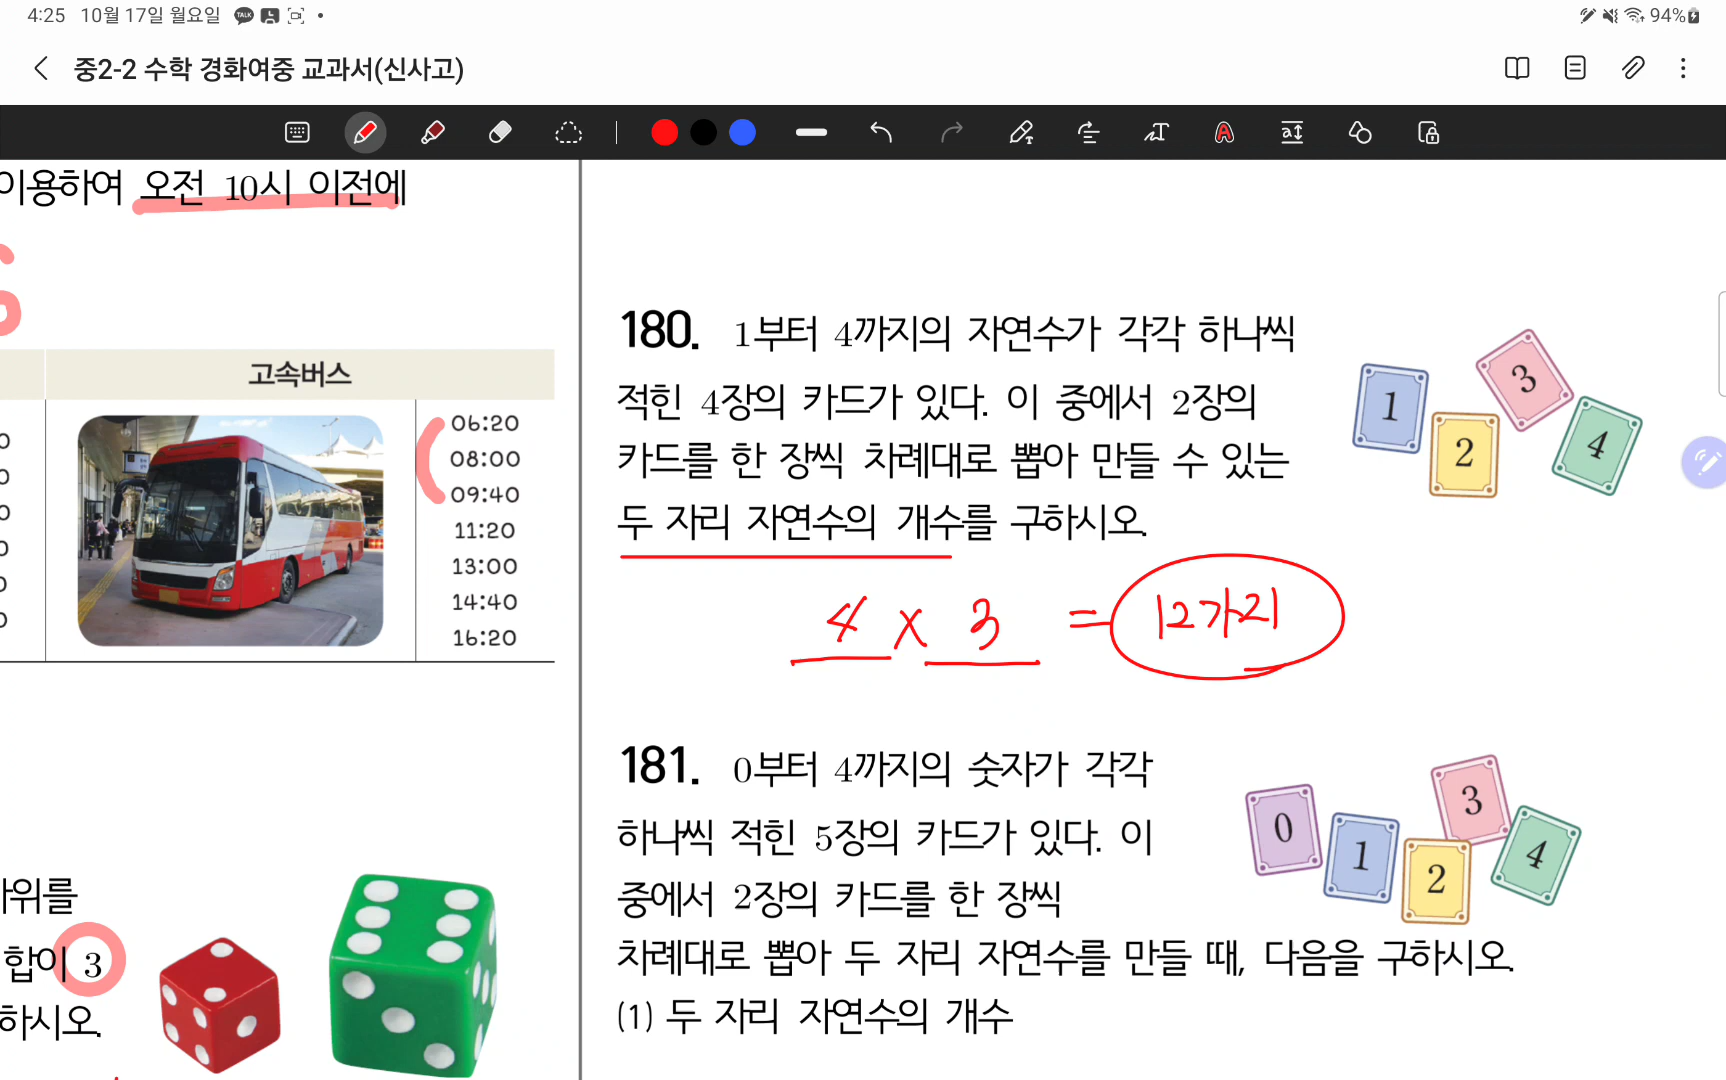 4:25 10월 17일 월요일 TALK
94%
중2-2 수학 경화여중 교과서(신사고)
이용하여 오전 10시 이전에
고속버스
06:20
08:00
09:40
11:20
13:00
14:40
16:20
합이 3
하시오.
180. 1부터 4까지의 자연수가 각각 하나씩
적힌 4장의 카드가 있다. 이 중에서 2장의
카드를 한 장씩 차례대로 뽑아 만들 수 있는
두 자리 자연수의 개수를 구하시오.
1
2
3
4
4 × 3 = 12가지
181. 0부터 4까지의 숫자가 각각
하나씩 적힌 5장의 카드가 있다. 이
중에서 2장의 카드를 한 장씩
차례대로 뽑아 두 자리 자연수를 만들 때, 다음을 구하시오.
(1) 두 자리 자연수의 개수
0
1
2
3
4